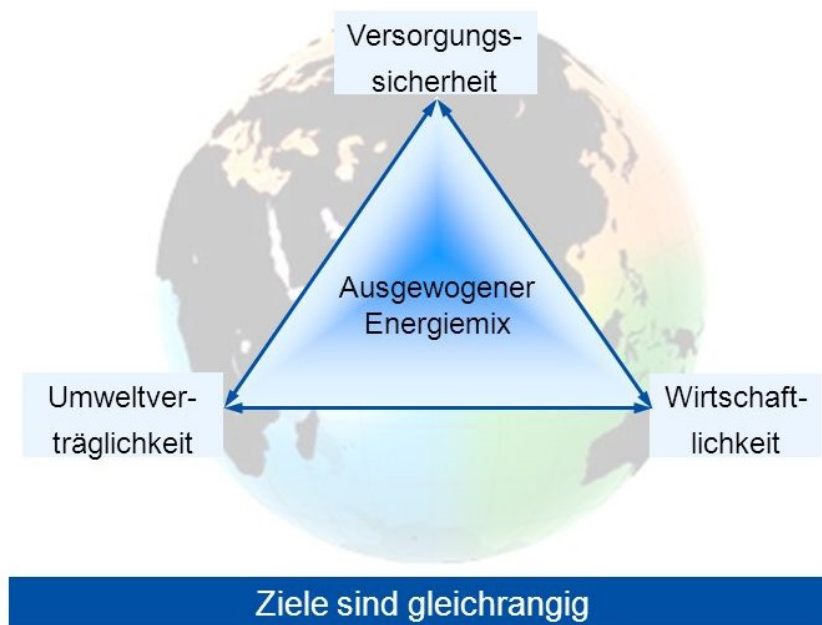 Versorgungs-
sicherheit
Ausgewogener
Energiemix
Umweltver-
träglichkeit
Wirtschaft-
lichkeit
Ziele sind gleichrangig